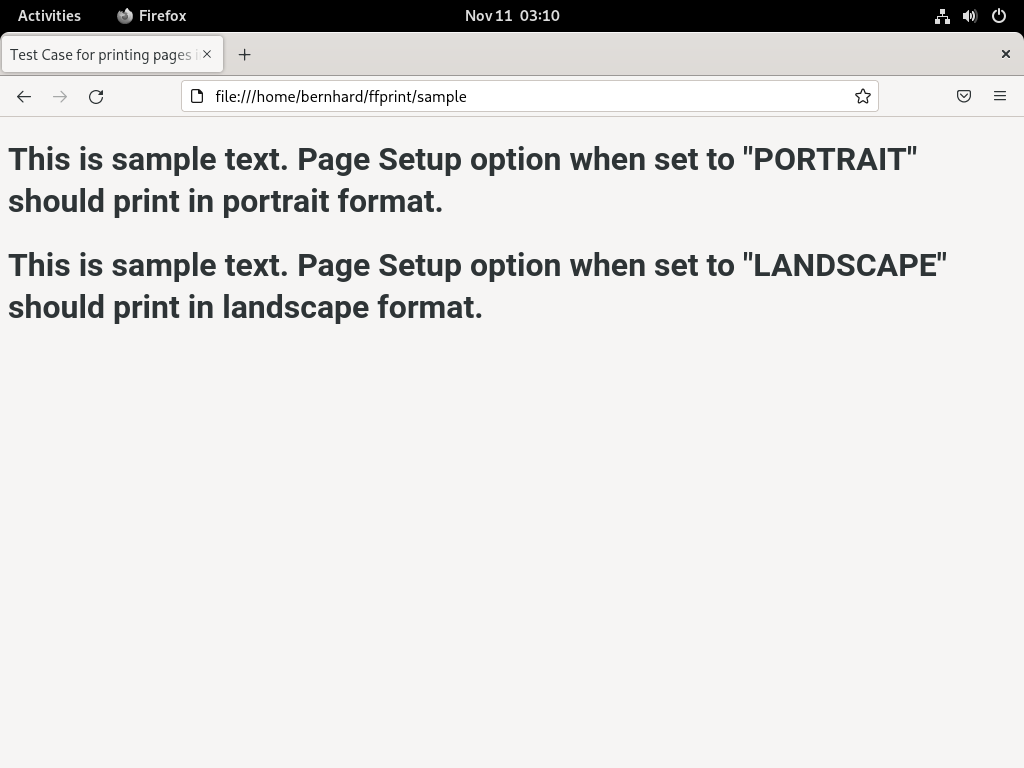 Activities Firefox Nov 11 03:10
Test Case for printing pages
file:///home/bernhard/ffprint/sample
This is sample text. Page Setup option when set to "PORTRAIT"
should print in portrait format.
This is sample text. Page Setup option when set to "LANDSCAPE"
should print in landscape format.